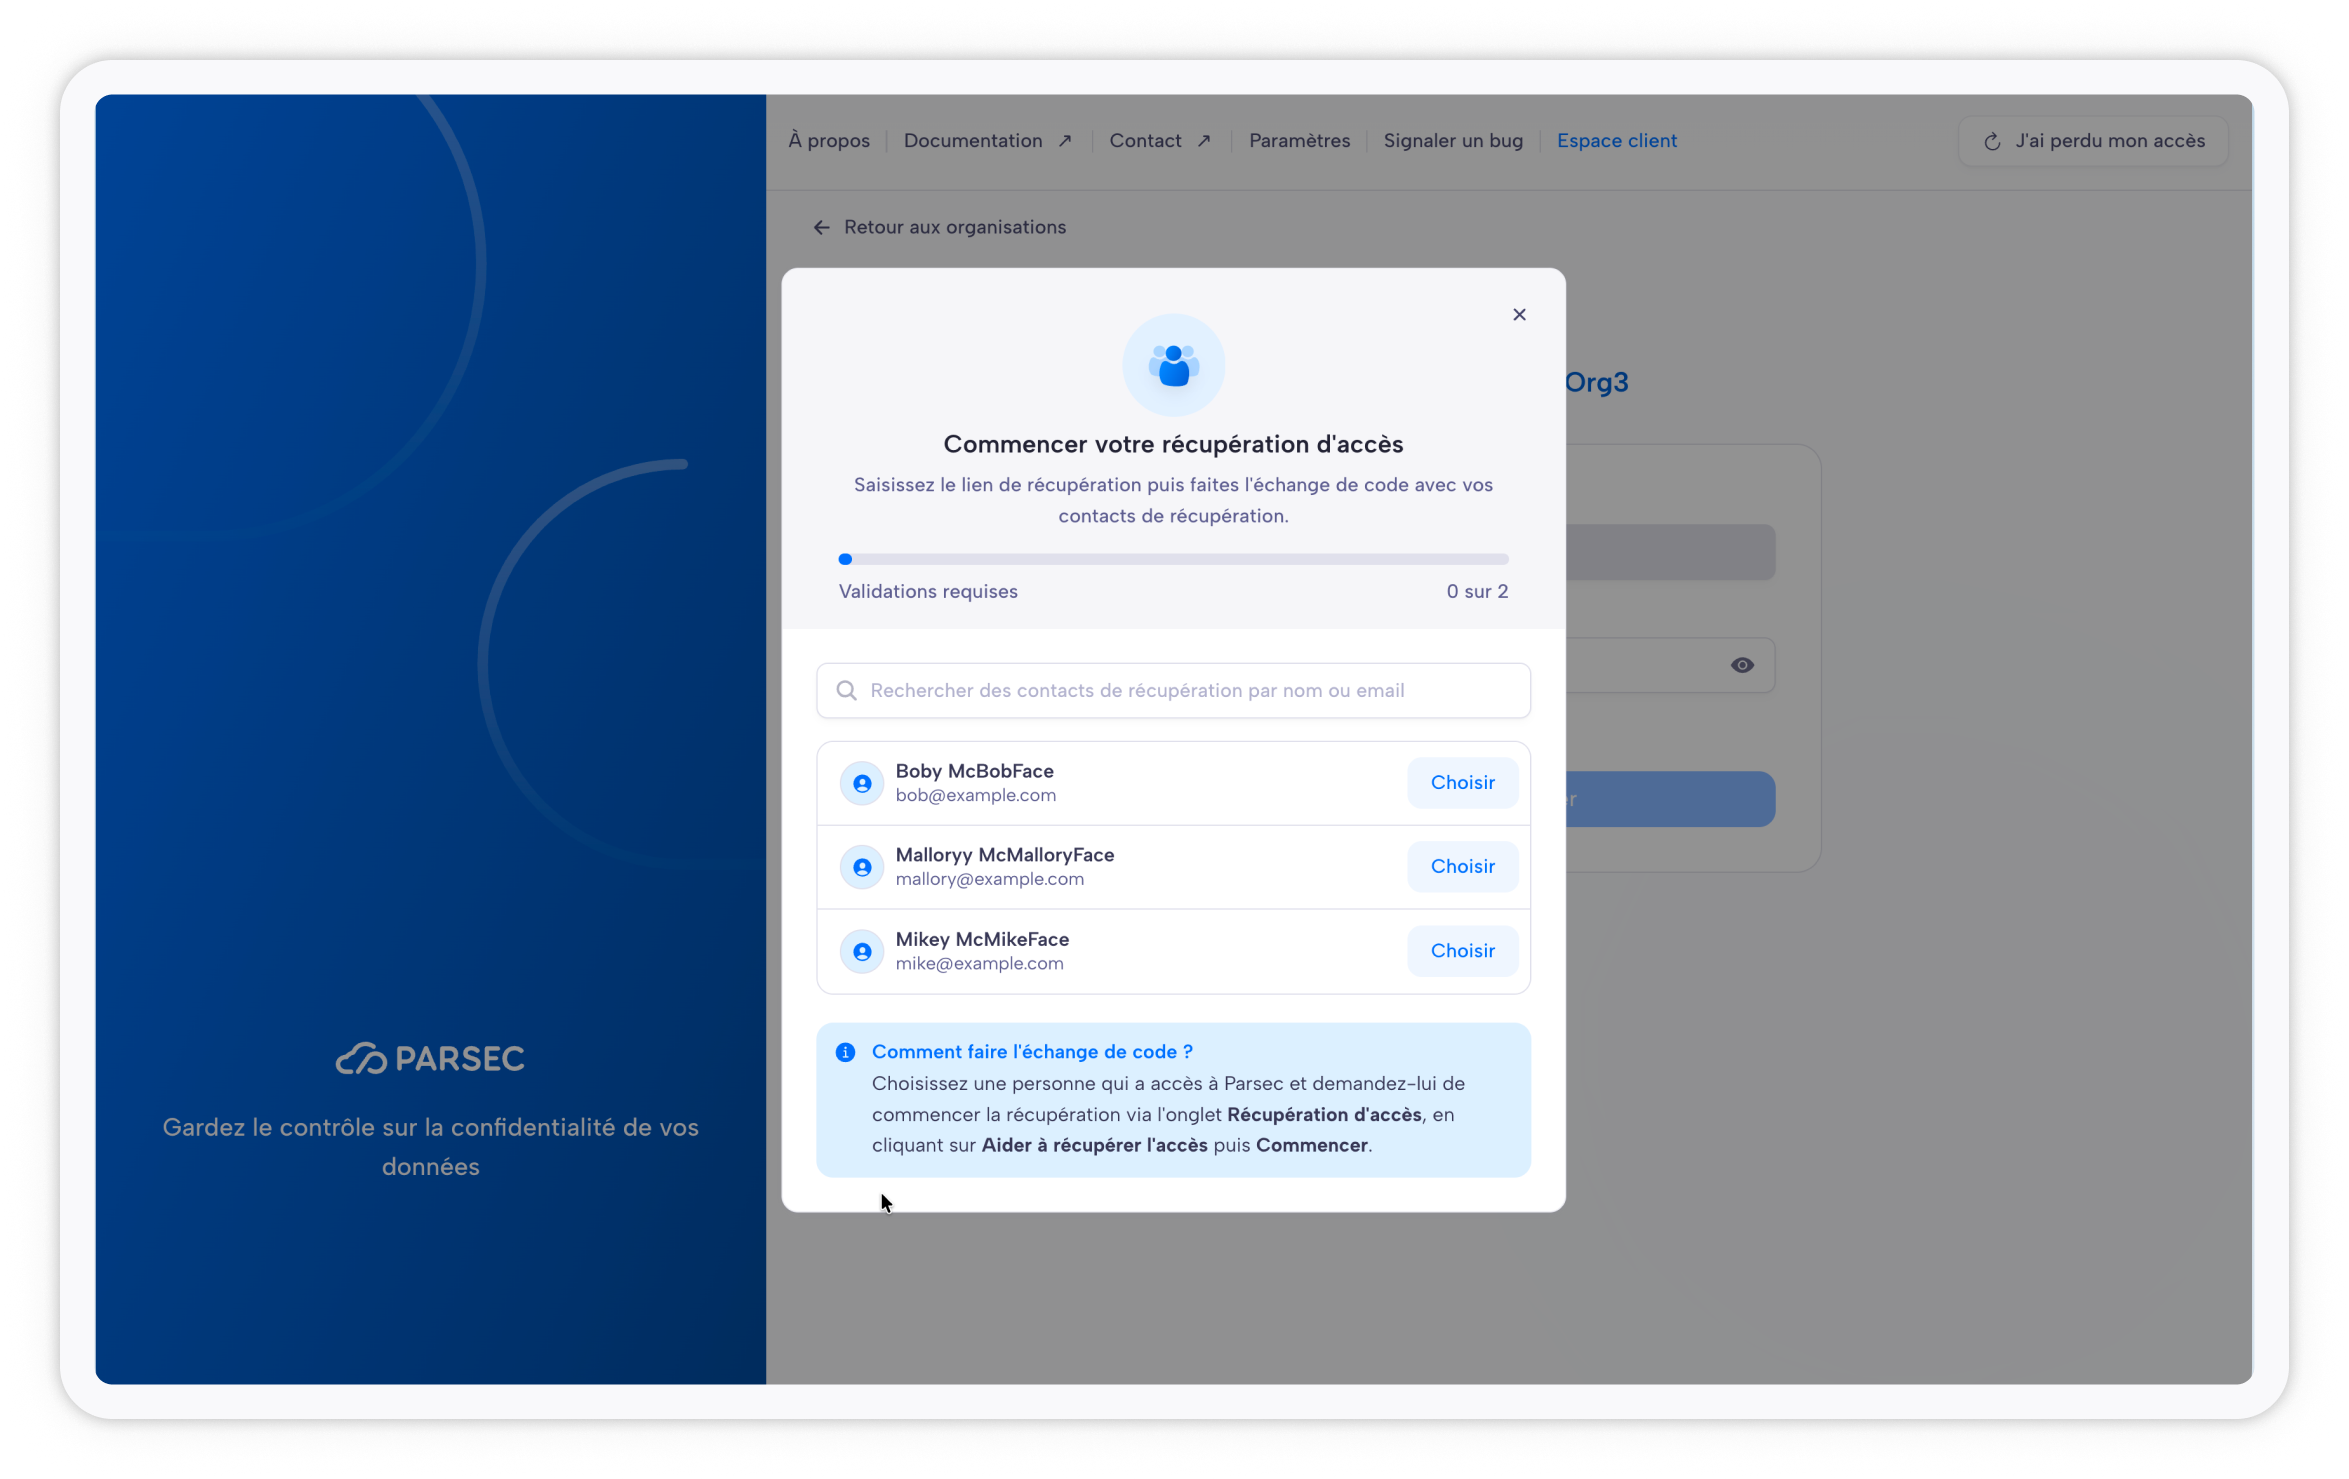 À propos
Documentation ↗
Contact ↗
Paramètres
Signaler un bug
Espace client
J'ai perdu mon accès
← Retour aux organisations
Org3
Commencer votre récupération d'accès
Saisissez le lien de récupération puis faites l'échange de code avec vos
contacts de récupération.
Validations requises
0 sur 2
Rechercher des contacts de récupération par nom ou email
Boby McBobFace
bob@example.com
Choisir
Malloryy McMalloryFace
mallory@example.com
Choisir
Mikey McMikeFace
mike@example.com
Choisir
Comment faire l'échange de code ?
Choisissez une personne qui a accès à Parsec et demandez-lui de
commencer la récupération via l'onglet Récupération d'accès, en
cliquant sur Aider à récupérer l'accès puis Commencer.
PARSEC
Gardez le contrôle sur la confidentialité de vos
données